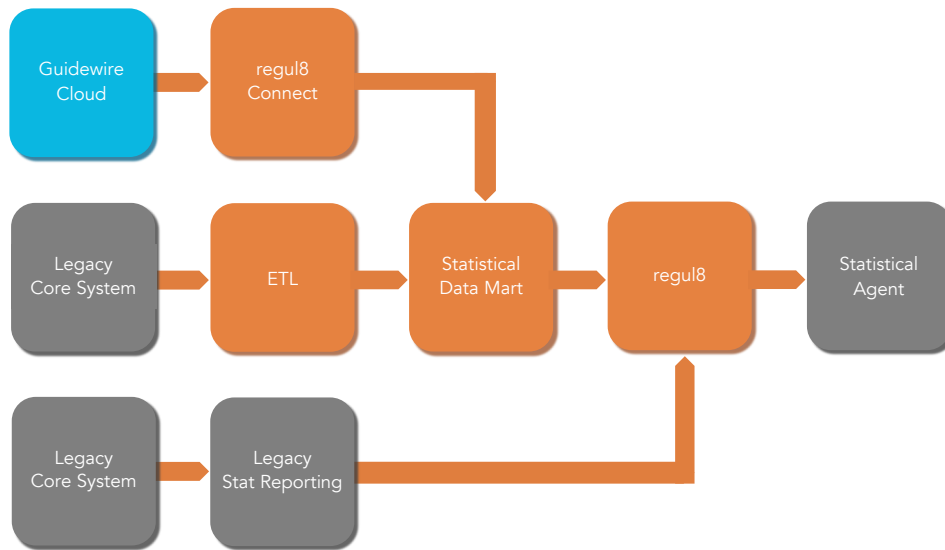 Guidewire
Cloud
regul8
Connect
Legacy
Core System
ETL
Statistical
Data Mart
regul8
Statistical
Agent
Legacy
Core System
Legacy
Stat Reporting